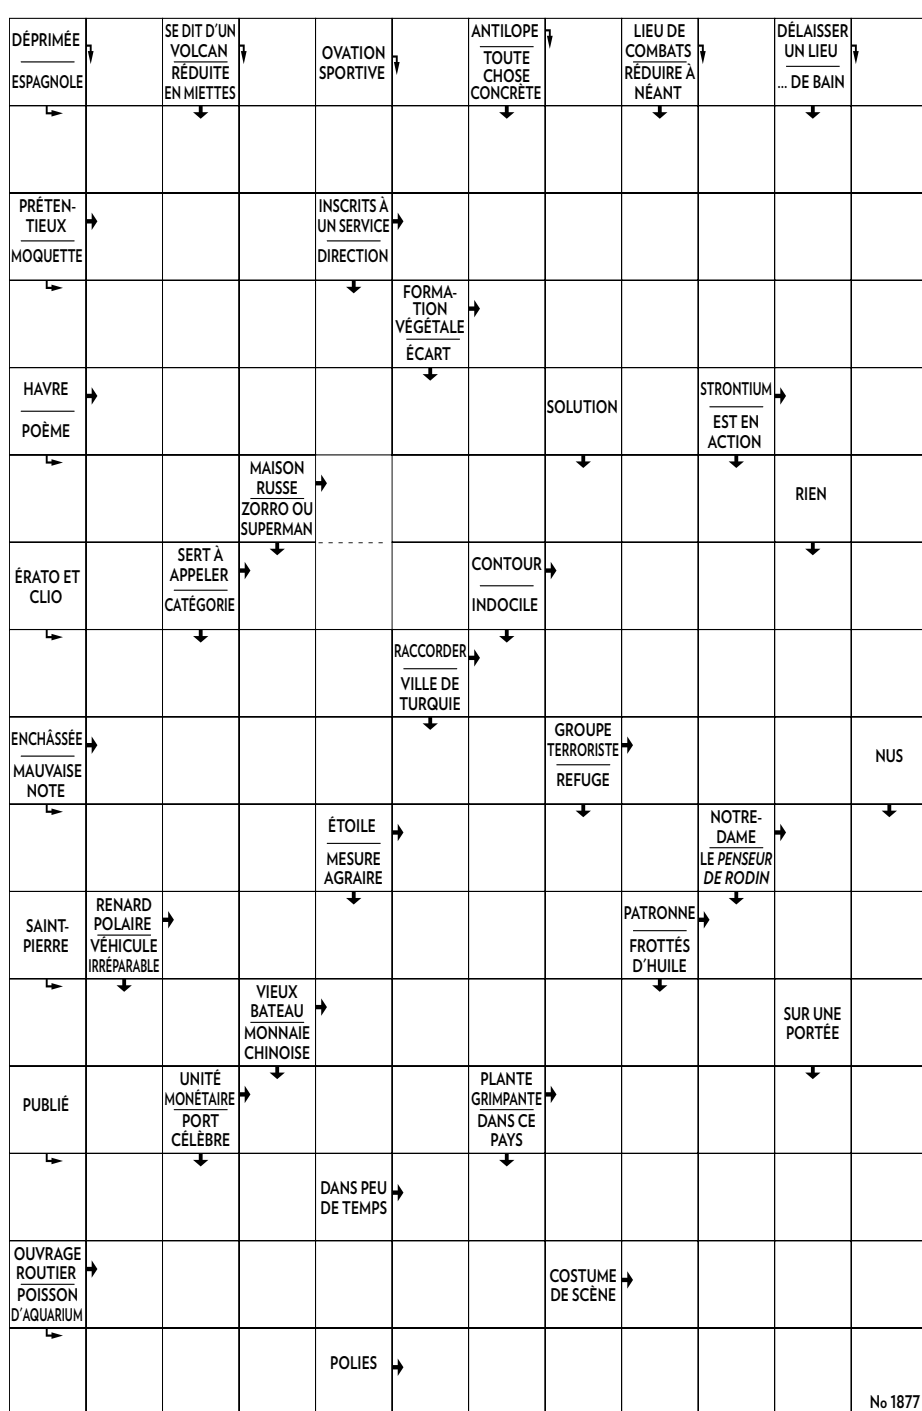 DÉPRIMÉE
ESPAGNOLE
SE DIT D'UN
VOLCAN
RÉDUITE
EN MIETTES
OVATION
SPORTIVE
ANTILOPE
TOUTE
CHOSE
CONCRÈTE
LIEU DE
COMBATS
RÉDUIRE À
NÉANT
DÉLAISSER
UN LIEU
... DE BAIN
PRÉTEN-
TIEUX
MOQUETTE
INSCRITS À
UN SERVICE
DIRECTION
FORMA-
TION
VÉGÉTALE
ÉCART
HAVRE
POÈME
SOLUTION
STRONTIUM
EST EN
ACTION
MAISON
RUSSE
ZORRO OU
SUPERMAN
RIEN
ÉRATO ET
CLIO
SERT À
APPELER
CATÉGORIE
CONTOUR
INDOCILE
RACCORDER
VILLE DE
TURQUIE
ENCHÂSSÉE
MAUVAISE
NOTE
GROUPE
TERRORISTE
REFUGE
NUS
ÉTOILE
MESURE
AGRAIRE
NOTRE-
DAME
LE PENSEUR
DE RODIN
SAINT-
PIERRE
RENARD
POLAIRE
VÉHICULE
IRRÉPARABLE
PATRONNE
FROTTÉS
D'HUILE
VIEUX
BATEAU
MONNAIE
CHINOISE
SUR UNE
PORTÉE
PUBLIÉ
UNITÉ
MONÉTAIRE
PORT
CÉLÈBRE
PLANTE
GRIMPANTE
DANS CE
PAYS
DANS PEU
DE TEMPS
OUVRAGE
ROUTIER
POISSON
D'AQUARIUM
COSTUME
DE SCÈNE
POLIES
No 1877